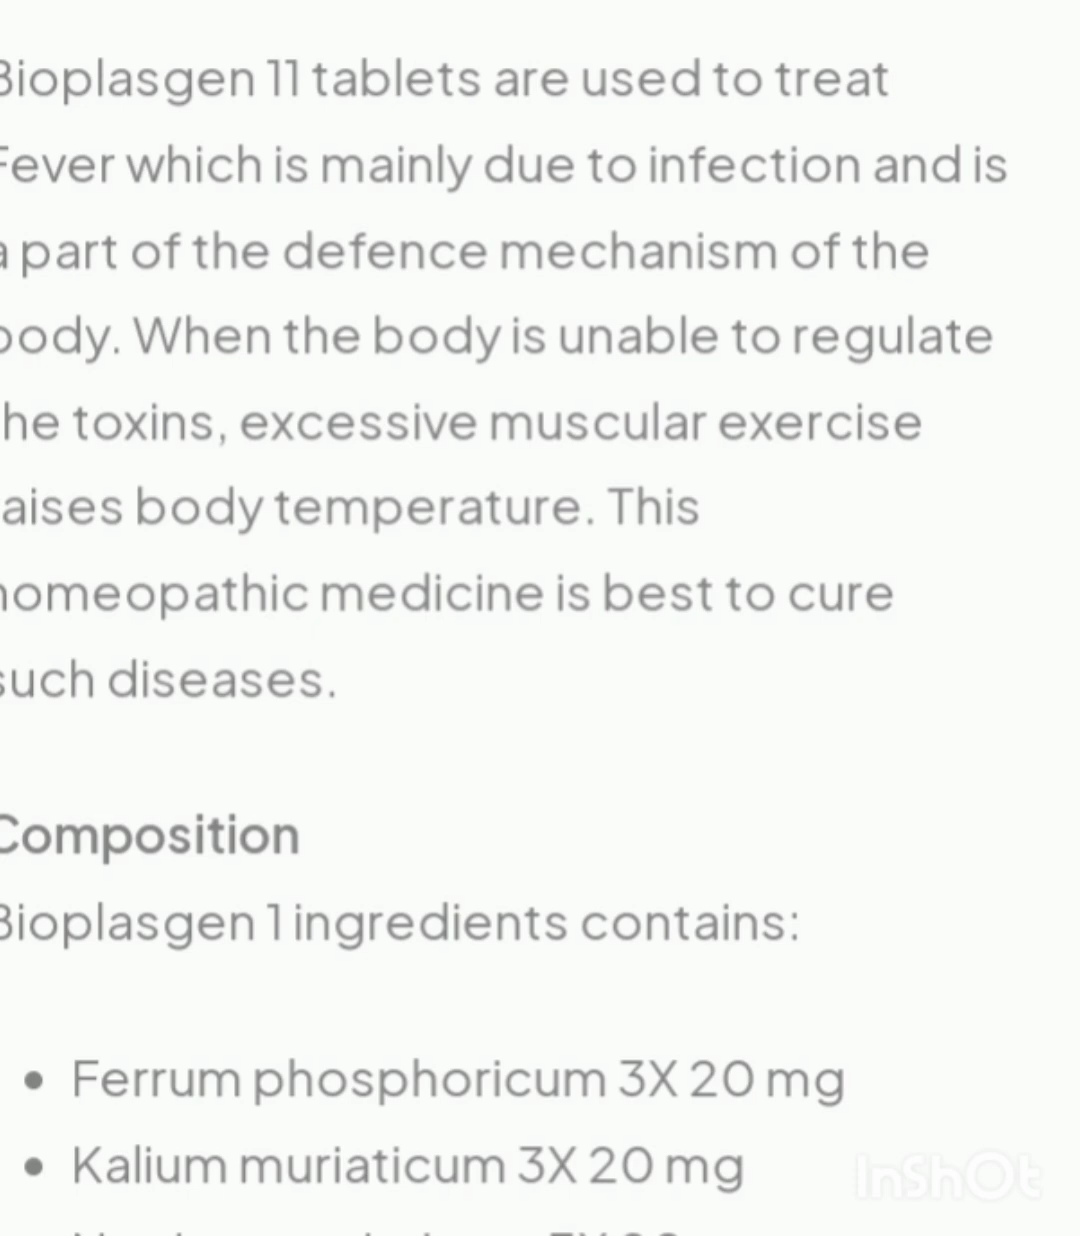 Bioplasgen 11 tablets are used to treat
Fever which is mainly due to infection and is
a part of the defence mechanism of the
body. When the body is unable to regulate
the toxins, excessive muscular exercise
raises body temperature. This
homeopathic medicine is best to cure
such diseases.
Composition
Bioplasgen 1 ingredients contains:
• Ferrum phosphoricum 3X 20 mg
• Kalium muriaticum 3X 20 mg
InShOt